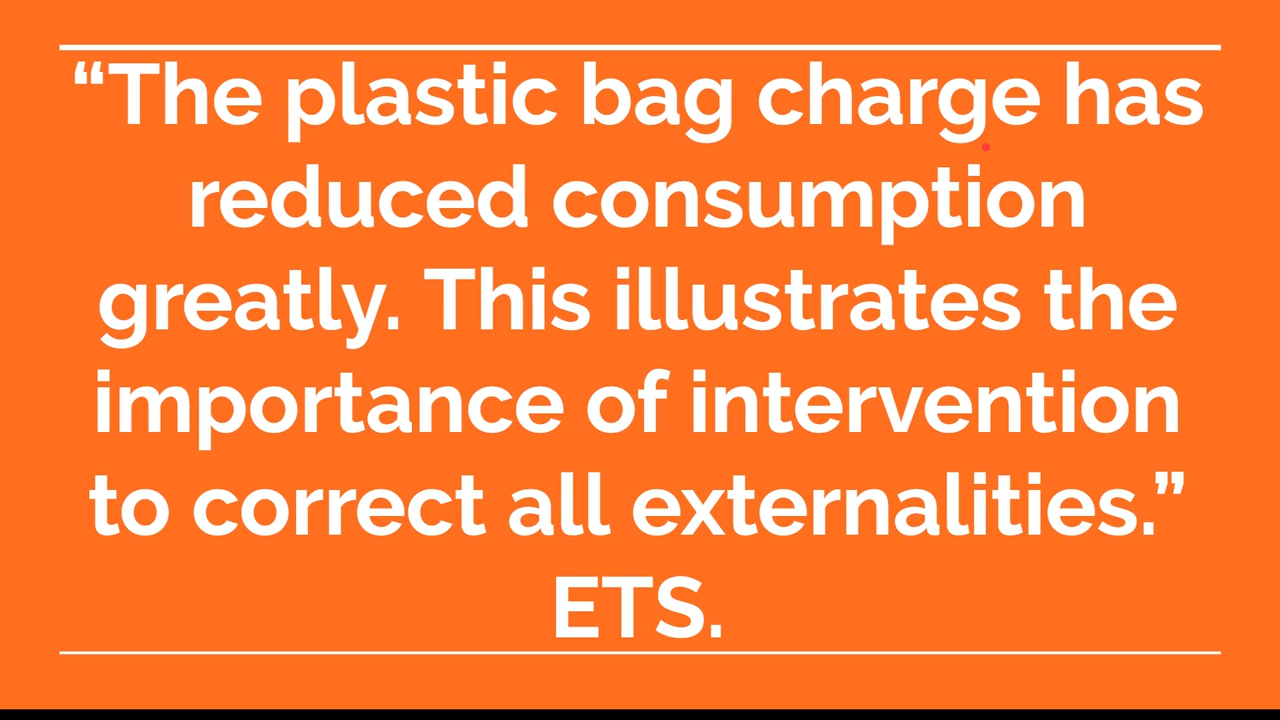 “The plastic bag charge has
reduced consumption
greatly. This illustrates the
importance of intervention
to correct all externalities.”
ETS.